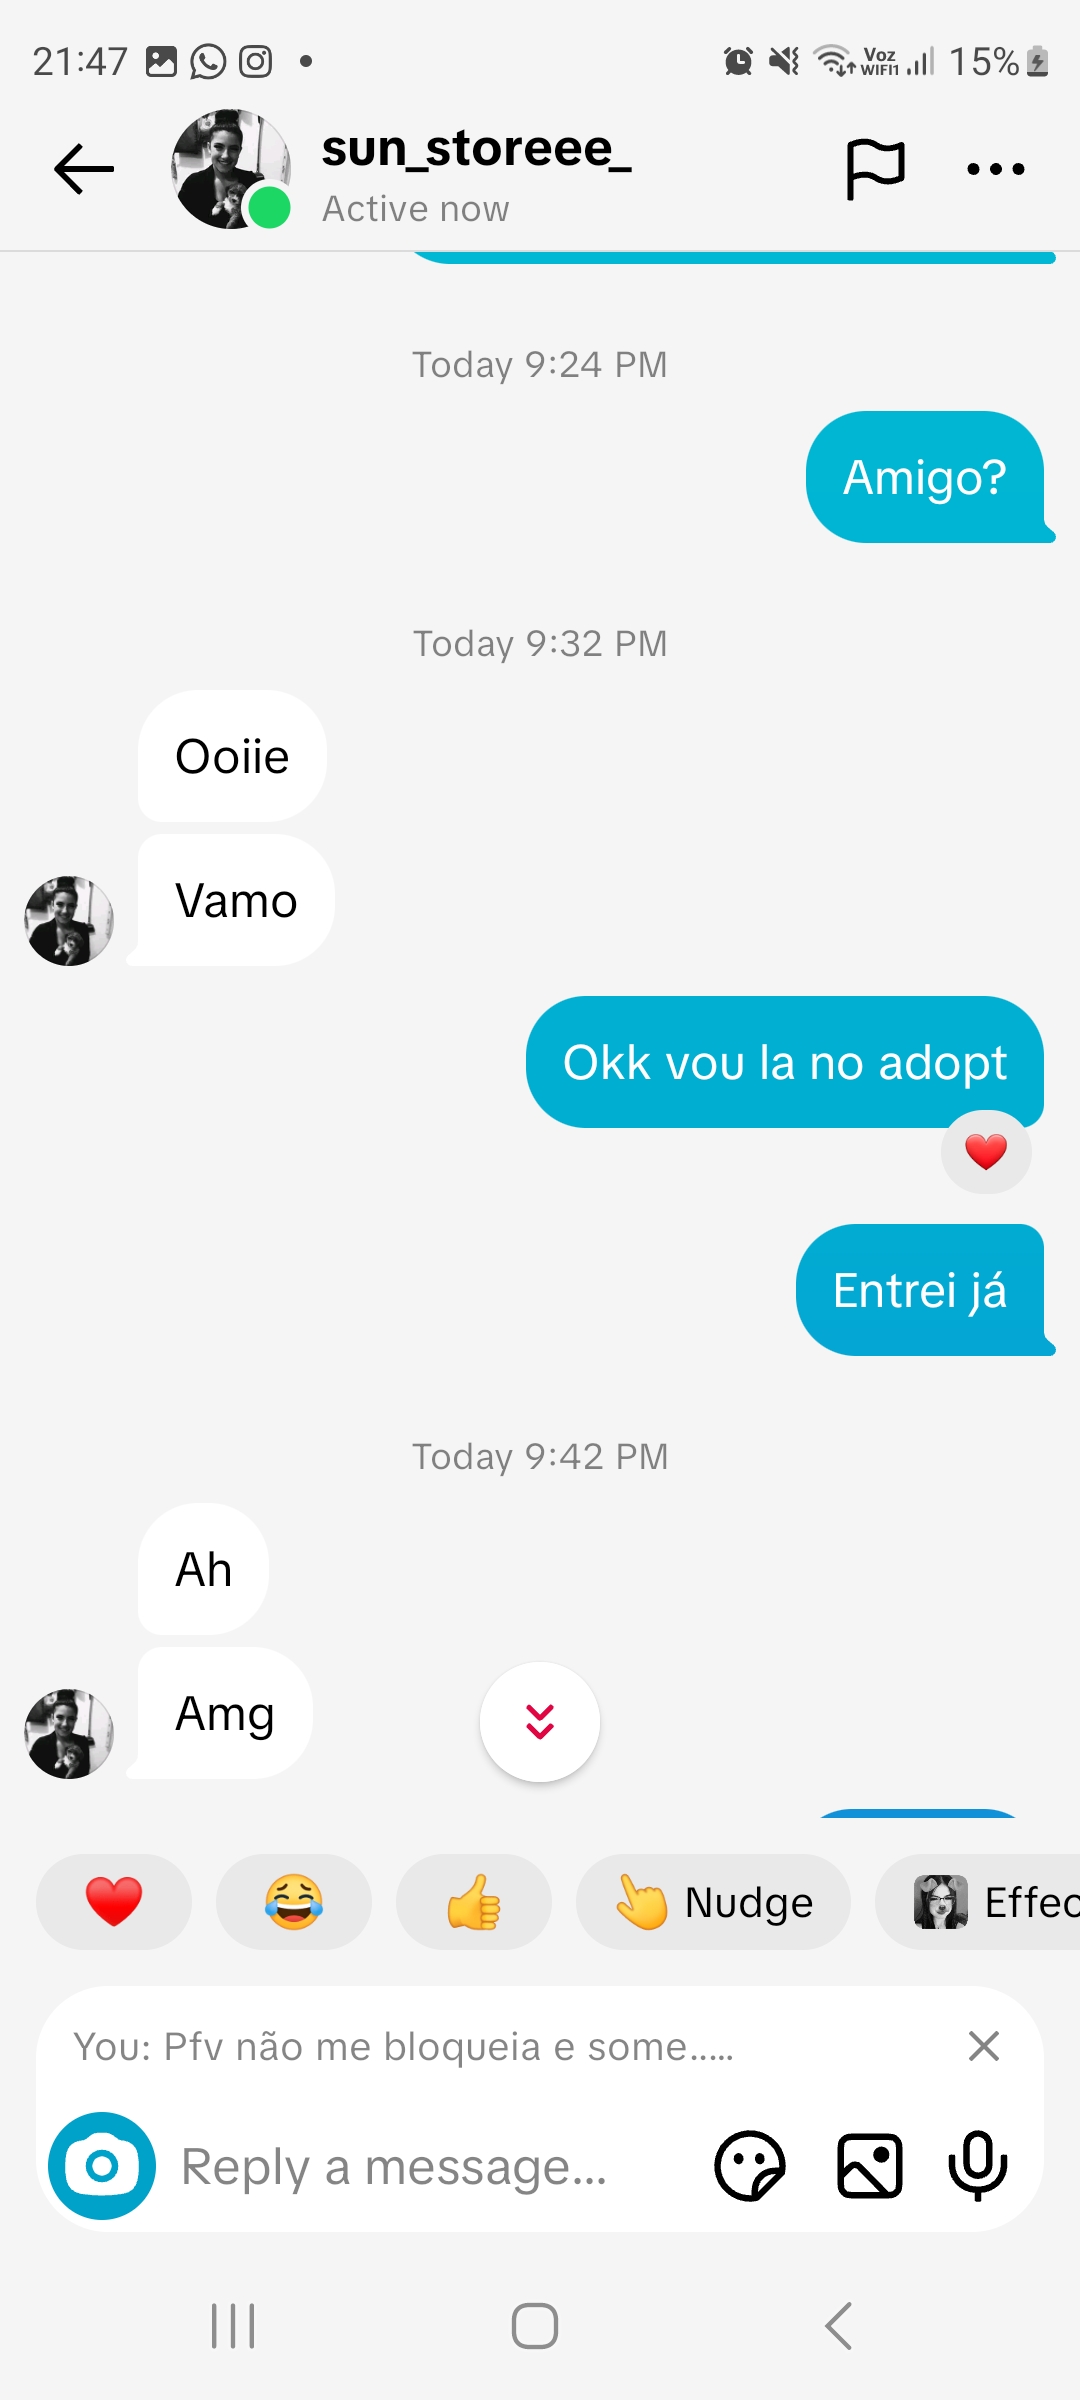 21:47
Voz
WIFI1
15%
sun_storeee_
Active now
Today 9:24 PM
Amigo?
Today 9:32 PM
Ooiie
Vamo
Okk vou la no adopt
Entrei já
Today 9:42 PM
Ah
Amg
Nudge
Effec
You: Pfv não me bloqueia e some.....
Reply a message...